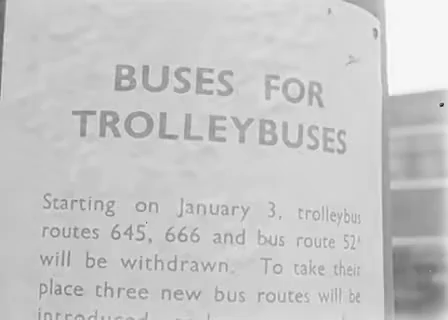 BUSES FOR
TROLLEYBUSES
Starting on January 3, trolleybus
routes 645, 666 and bus route
will be withdrawn. To take their
place three new bus routes will be
introduced